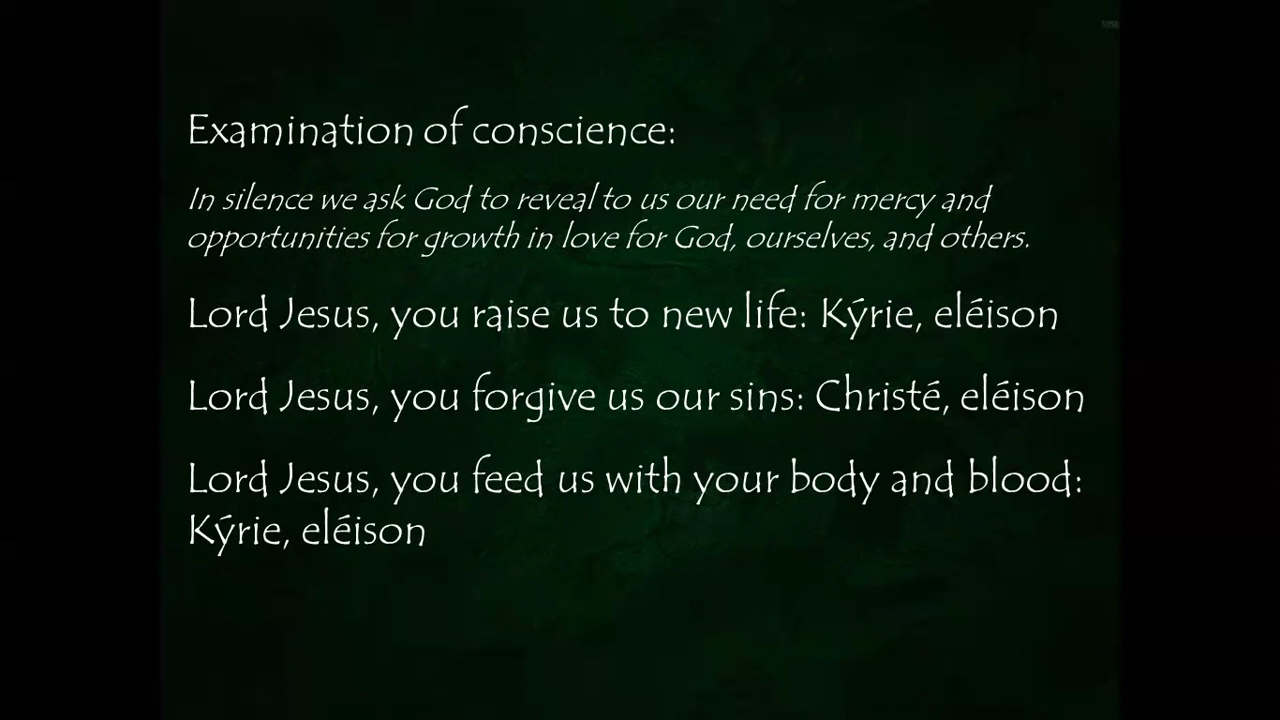 Examination of conscience:
In silence we ask God to reveal to us our need for mercy and
opportunities for growth in love for God, ourselves, and others.
Lord Jesus, you raise us to new life: Kýrie, eléison
Lord Jesus, you forgive us our sins: Christé, eléison
Lord Jesus, you feed us with your body and blood:
Kýrie, eléison